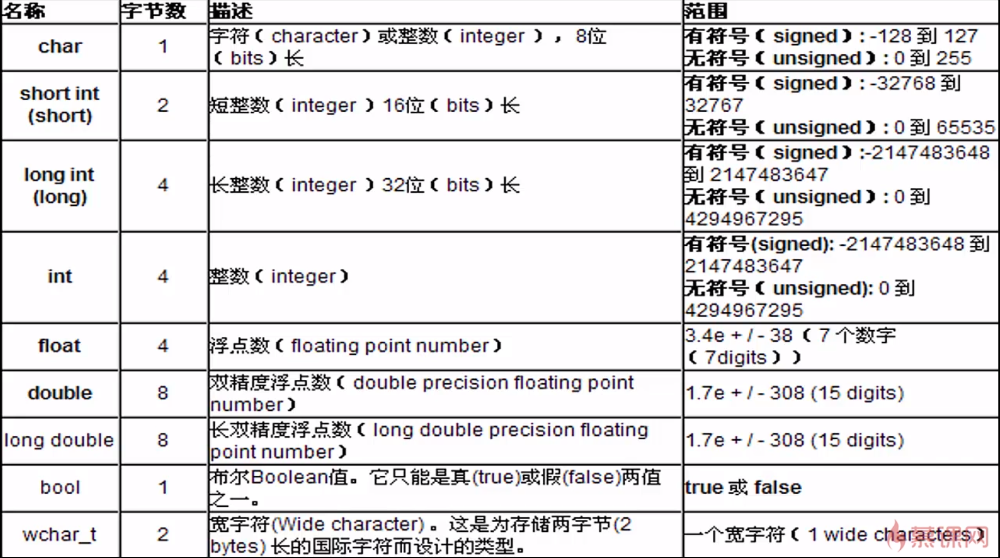 名称 字节数 描述 范围
char 1 字符（character）或整数（integer ），8位
（bits）长
有符号（signed）: -128 到 127
无符号（unsigned）: 0 到 255
short int
(short)
2 短整数（integer ）16位（bits）长
有符号（signed）: -32768 到
32767
无符号（unsigned）: 0 到 65535
long int
(long)
4 长整数（integer ）32位（bits）长
有符号（signed）:-2147483648
到 2147483647
无符号（unsigned）: 0 到
4294967295
int 4 整数（integer）
有符号(signed): -2147483648 到
2147483647
无符号（unsigned): 0 到
4294967295
float 4 浮点数（floating point number）
3.4e + / - 38（7 个数字
（7digits））
double 8 双精度浮点数（double precision floating point
number）
1.7e + / - 308 (15 digits)
long double 8 长双精度浮点数（long double precision floating
point number）
1.7e + / - 308 (15 digits)
bool 1 布尔Boolean值。它只能是真(true)或假(false)两值
之一。
true 或 false
wchar_t 2 宽字符(Wide character)。这是为存储两字节(2
bytes) 长的国际字符而设计的类型。
一个宽字符（1 wide characters）
慕课网